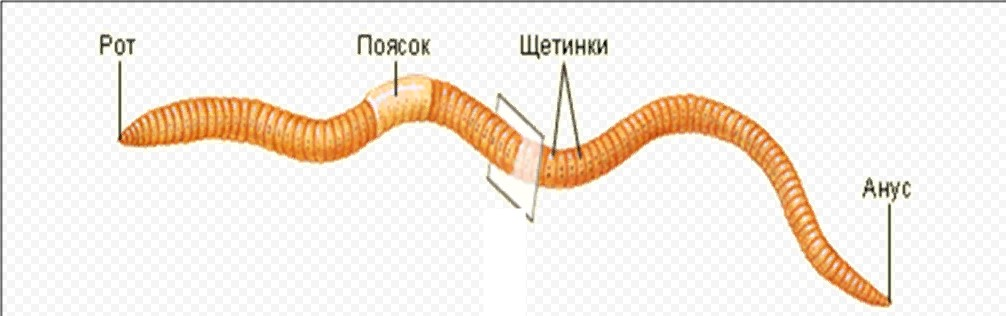 Рот
Поясок
Щетинки
Анус